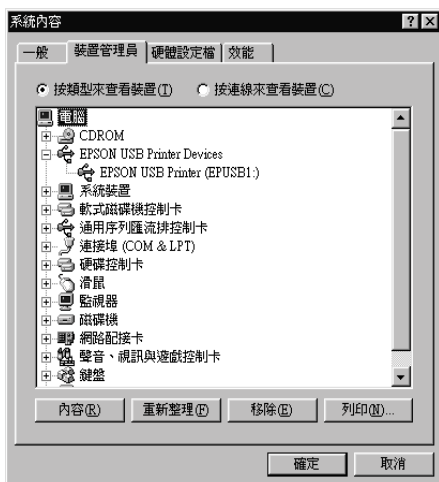 系統內容
一般 裝置管理員 硬體設定檔 效能
按類型來查看裝置(T) 按連線來查看裝置(C)
電腦
CDROM
EPSON USB Printer Devices
EPSON USB Printer (EPUSB1:)
系統裝置
軟式磁碟機控制卡
通用序列匯流排控制卡
連接埠 (COM & LPT)
硬碟控制卡
滑鼠
監視器
磁碟機
網路配接卡
聲音、視訊與遊戲控制卡
鍵盤
內容(R) 重新整理(F) 移除(E) 列印(N)...
確定 取消